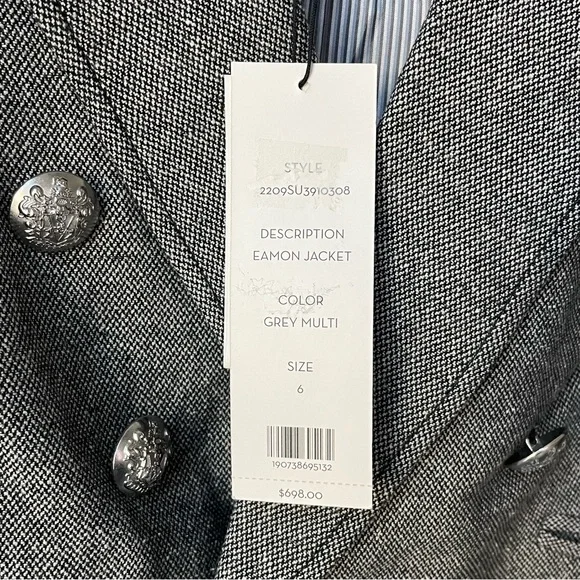 STYLE
2209SU3910308
DESCRIPTION
EAMON JACKET
COLOR
GREY MULTI
SIZE
6
190738695132
$698.00